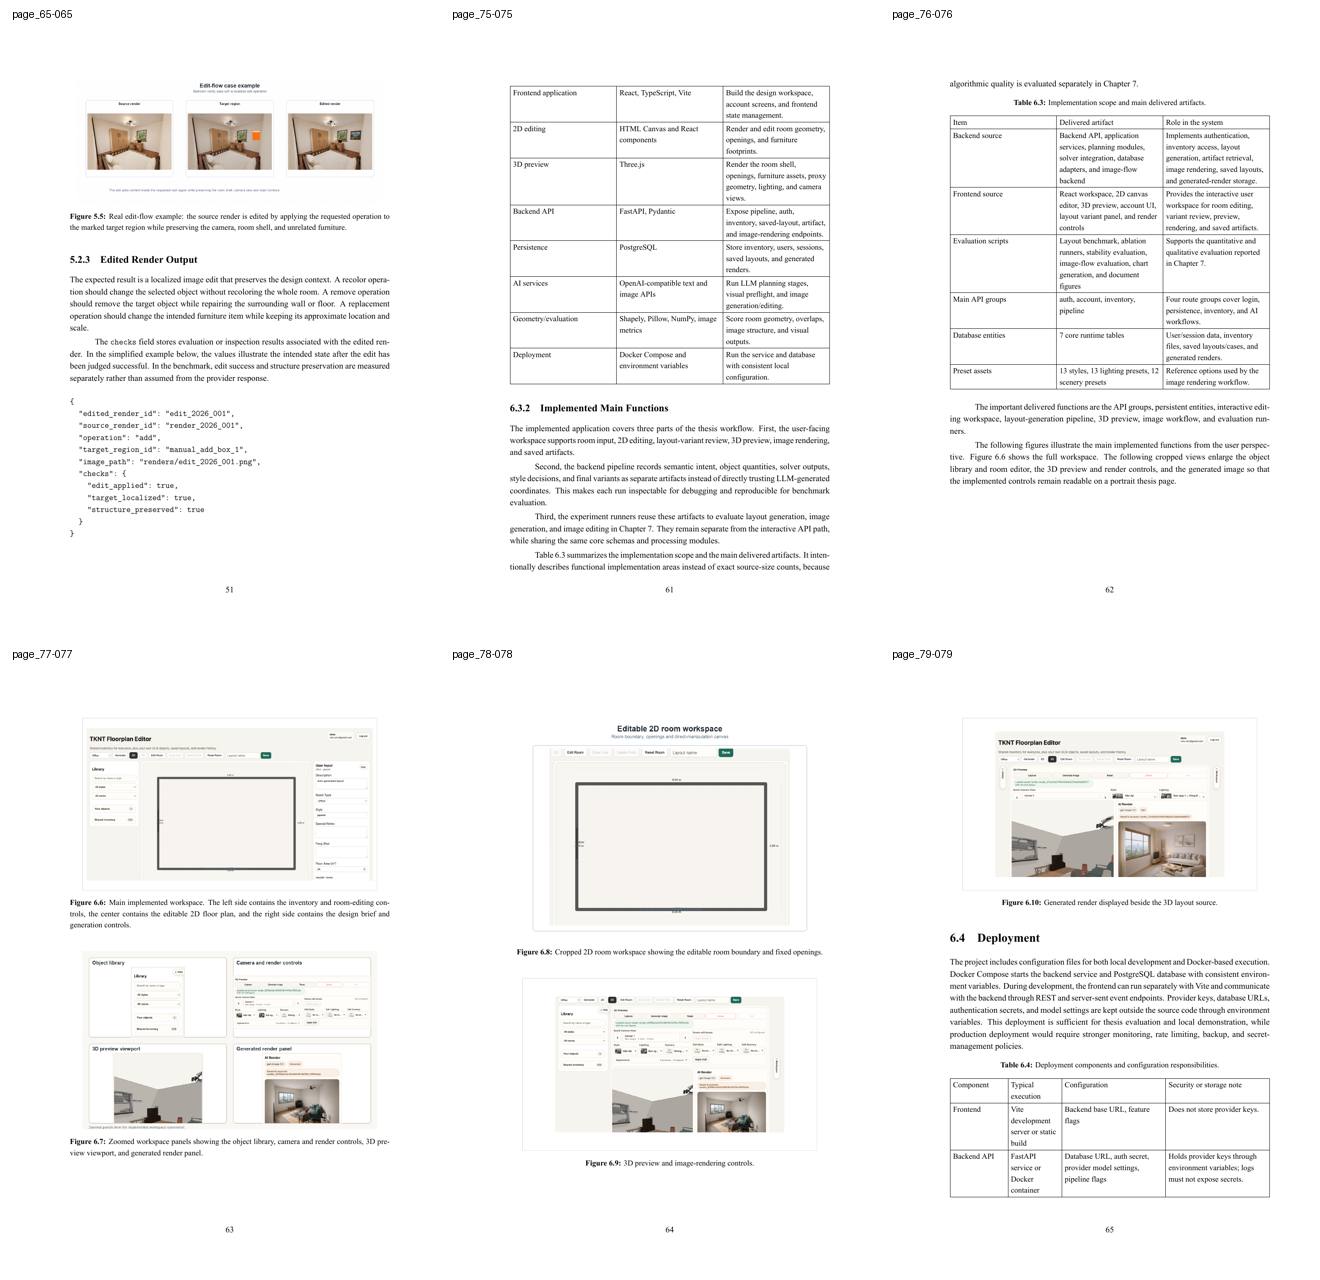 page_65-065
Edit-flow case example
Source render
Target region
Edited render
Figure 5.5: Real edit-flow example: the source render is edited by applying the requested operation to
the marked target region while preserving the camera, room shell, and unrelated furniture.
5.2.3 Edited Render Output
The expected result is a localized image edit that preserves the design context. A recolor opera-
tion should change the selected object without recoloring the whole room. A remove operation
should remove the target object while repairing the surrounding wall or floor. A replacement
operation should change the intended furniture item while keeping its approximate location and
scale.
The checks field stores evaluation or inspection results associated with the edited ren-
der. In the simplified example below, the values illustrate the intended state after the edit has
been judged successful. In the benchmark, edit success and structure preservation are measured
separately rather than assumed from the provider response.
{
"edited_render_id": "edit_2026_001",
"source_render_id": "render_2026_001",
"operation": "add",
"target_region_id": "manual_add_box_1",
"image_path": "renders/edit_2026_001.png",
"checks": {
"edit_applied": true,
"target_localized": true,
"structure_preserved": true
}
}
51
page_75-075
Frontend application
React, TypeScript, Vite
Build the design workspace,
account screens, and frontend
state management.
2D editing
HTML Canvas and React
components
Render and edit room geometry,
openings, and furniture
footprints.
3D preview
Three.js
Render the room shell,
openings, furniture assets, proxy
geometry, lighting, and camera
views.
Backend API
FastAPI, Pydantic
Expose pipeline, auth,
inventory, saved-layout, artifact,
and image-rendering endpoints.
Persistence
PostgreSQL
Store inventory, users, sessions,
saved layouts, and generated
renders.
AI services
OpenAI-compatible text and
image APIs
Run LLM planning stages,
visual preflight, and image
generation/editing.
Geometry/evaluation
Shapely, Pillow, NumPy, image
metrics
Score room geometry, overlaps,
image structure, and visual
outputs.
Deployment
Docker Compose and
environment variables
Run the service and database
with consistent local
configuration.
6.3.2 Implemented Main Functions
The implemented application covers three parts of the thesis workflow. First, the user-facing
workspace supports room input, 2D editing, layout-variant review, 3D preview, image rendering,
and saved artifacts.
Second, the backend pipeline records semantic intent, object quantities, solver outputs,
style decisions, and final variants as separate artifacts instead of directly trusting LLM-generated
coordinates. This makes each run inspectable for debugging and reproducible for benchmark
evaluation.
Third, the experiment runners reuse these artifacts to evaluate layout generation, image
generation, and image editing in Chapter 7. They remain separate from the interactive API path,
while sharing the same core schemas and processing modules.
Table 6.3 summarizes the implementation scope and the main delivered artifacts. It inten-
tionally describes functional implementation areas instead of exact source-size counts, because
61
page_76-076
algorithmic quality is evaluated separately in Chapter 7.
Table 6.3: Implementation scope and main delivered artifacts.
Item
Delivered artifact
Role in the system
Backend source
Backend API, application
services, planning modules,
solver integration, database
adapters, and image-flow
backend
Implements authentication,
inventory access, layout
generation, artifact retrieval,
image rendering, saved layouts,
and generated-render storage.
Frontend source
React workspace, 2D canvas
editor, 3D preview, account UI,
layout variant panel, and render
controls
Provides the interactive user
workspace for room editing,
variant review, preview,
rendering, and saved artifacts.
Evaluation scripts
Layout benchmark, ablation
runners, stability evaluation,
image-flow evaluation, chart
generation, and document
figures
Supports the quantitative and
qualitative evaluation reported
in Chapter 7.
Main API groups
auth, account, inventory,
pipeline
Four route groups cover login,
persistence, inventory, and AI
workflows.
Database entities
7 core runtime tables
User/session data, inventory
files, saved layouts/cases, and
generated renders.
Preset assets
13 styles, 13 lighting presets, 12
scenery presets
Reference options used by the
image rendering workflow.
The important delivered functions are the API groups, persistent entities, interactive edit-
ing workspace, layout-generation pipeline, 3D preview, image workflow, and evaluation run-
ners.
The following figures illustrate the main implemented functions from the user perspec-
tive. Figure 6.6 shows the full workspace. The following cropped views enlarge the object
library and room editor, the 3D preview and render controls, and the generated image so that
the implemented controls remain readable on a portrait thesis page.
62
page_77-077
TKNT Floorplan Editor
Edit Room
Reset Room
Layout name
Save
Library
User Input
Figure 6.6: Main implemented workspace. The left side contains the inventory and room-editing con-
trols, the center contains the editable 2D floor plan, and the right side contains the design brief and
generation controls.
Object library
Camera and render controls
Library
3D preview viewport
Generated render panel
AI Render
Figure 6.7: Zoomed workspace panels showing the object library, camera and render controls, 3D pre-
view viewport, and generated render panel.
63
page_78-078
Editable 2D room workspace
Room boundary, openings and direct-manipulation canvas
Edit Room
Reset Room
Layout name
Save
Figure 6.8: Cropped 2D room workspace showing the editable room boundary and fixed openings.
Library
AI Render
Figure 6.9: 3D preview and image-rendering controls.
64
page_79-079
TKNT Floorplan Editor
AI Render
Figure 6.10: Generated render displayed beside the 3D layout source.
6.4 Deployment
The project includes configuration files for both local development and Docker-based execution.
Docker Compose starts the backend service and PostgreSQL database with consistent environ-
ment variables. During development, the frontend can run separately with Vite and communicate
with the backend through REST and server-sent event endpoints. Provider keys, database URLs,
authentication secrets, and model settings are kept outside the source code through environment
variables. This deployment is sufficient for thesis evaluation and local demonstration, while
production deployment would require stronger monitoring, rate limiting, backup, and secret-
management policies.
Table 6.4: Deployment components and configuration responsibilities.
Component
Typical
execution
Configuration
Security or storage note
Frontend
Vite
development
server or static
build
Backend base URL, feature
flags
Does not store provider keys.
Backend API
FastAPI
service or
Docker
container
Database URL, auth secret,
provider model settings,
pipeline flags
Holds provider keys through
environment variables; logs
must not expose secrets.
65